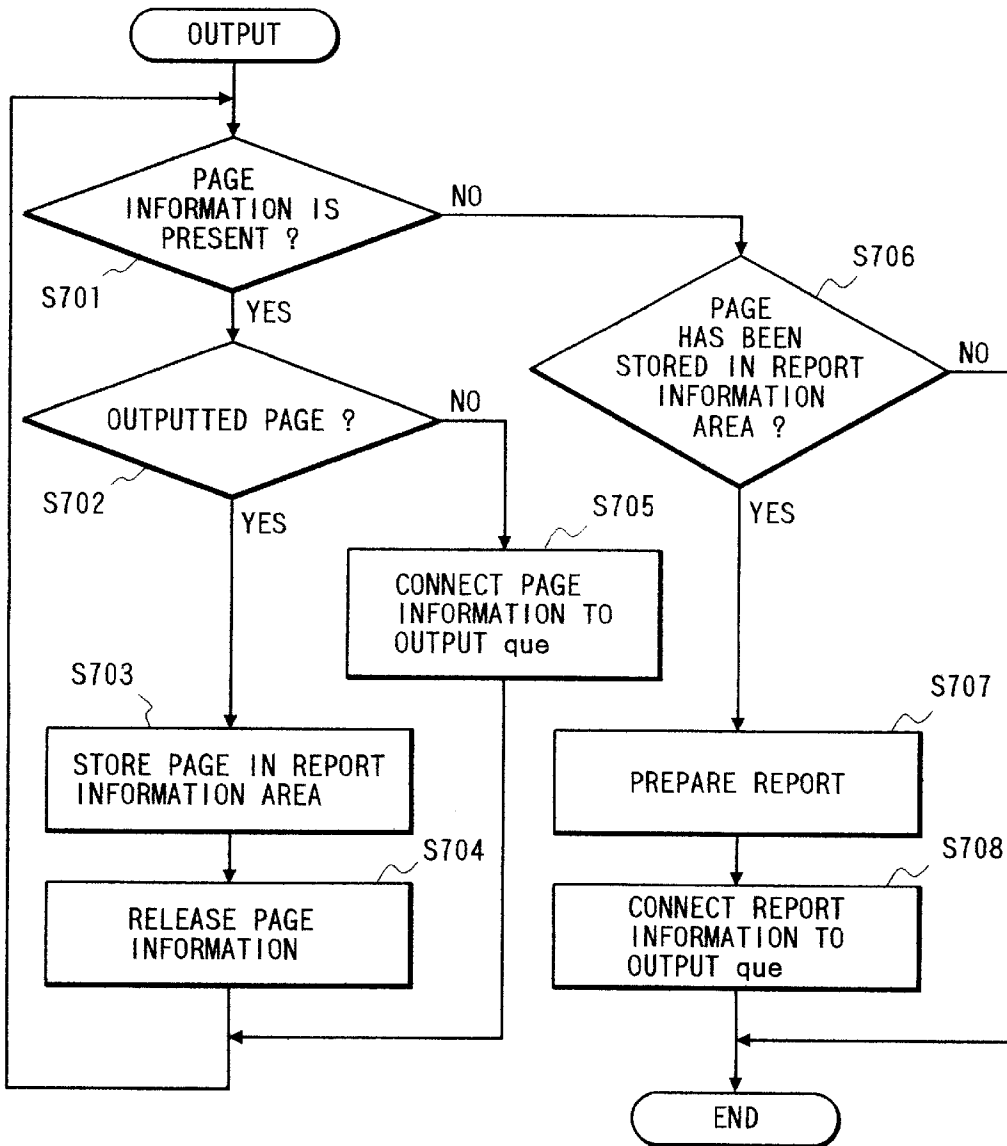 OUTPUT
PAGE
INFORMATION IS
PRESENT ?
NO
S701
YES
OUTPUTTED PAGE ?
NO
S702
YES
S705
CONNECT PAGE
INFORMATION TO
OUTPUT que
S703
STORE PAGE IN REPORT
INFORMATION AREA
S704
RELEASE PAGE
INFORMATION
S706
PAGE
HAS BEEN
STORED IN REPORT
INFORMATION
AREA ?
NO
YES
S707
PREPARE REPORT
S708
CONNECT REPORT
INFORMATION TO
OUTPUT que
END